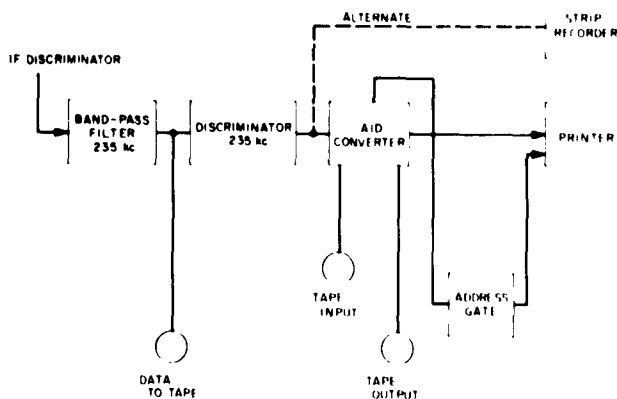 ALTERNATE
STRIP
RECORDER
IF DISCRIMINATOR
BAND-PASS
FILTER
235 kc
DISCRIMINATOR
235 kc
AID
CONVERTER
PRINTER
TAPE
INPUT
ADDRESS
GATE
DATA
TO TAPE
TAPE
OUTPUT